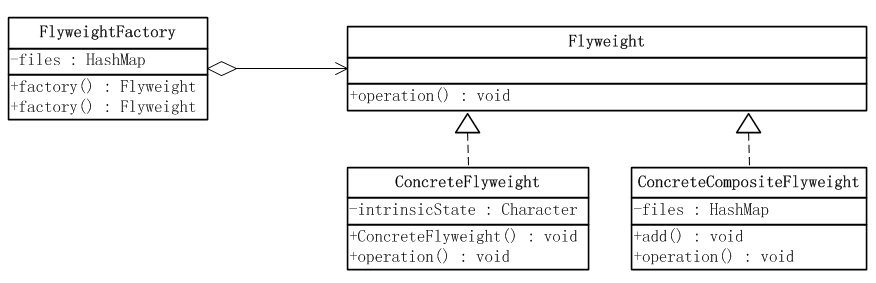 FlyweightFactory
-files : HashMap
+factory() : Flyweight
+factory() : Flyweight
Flyweight
+operation() : void
ConcreteFlyweight
-intrinsicState : Character
+ConcreteFlyweight() : void
+operation() : void
ConcreteCompositeFlyweight
-files : HashMap
+add() : void
+operation() : void